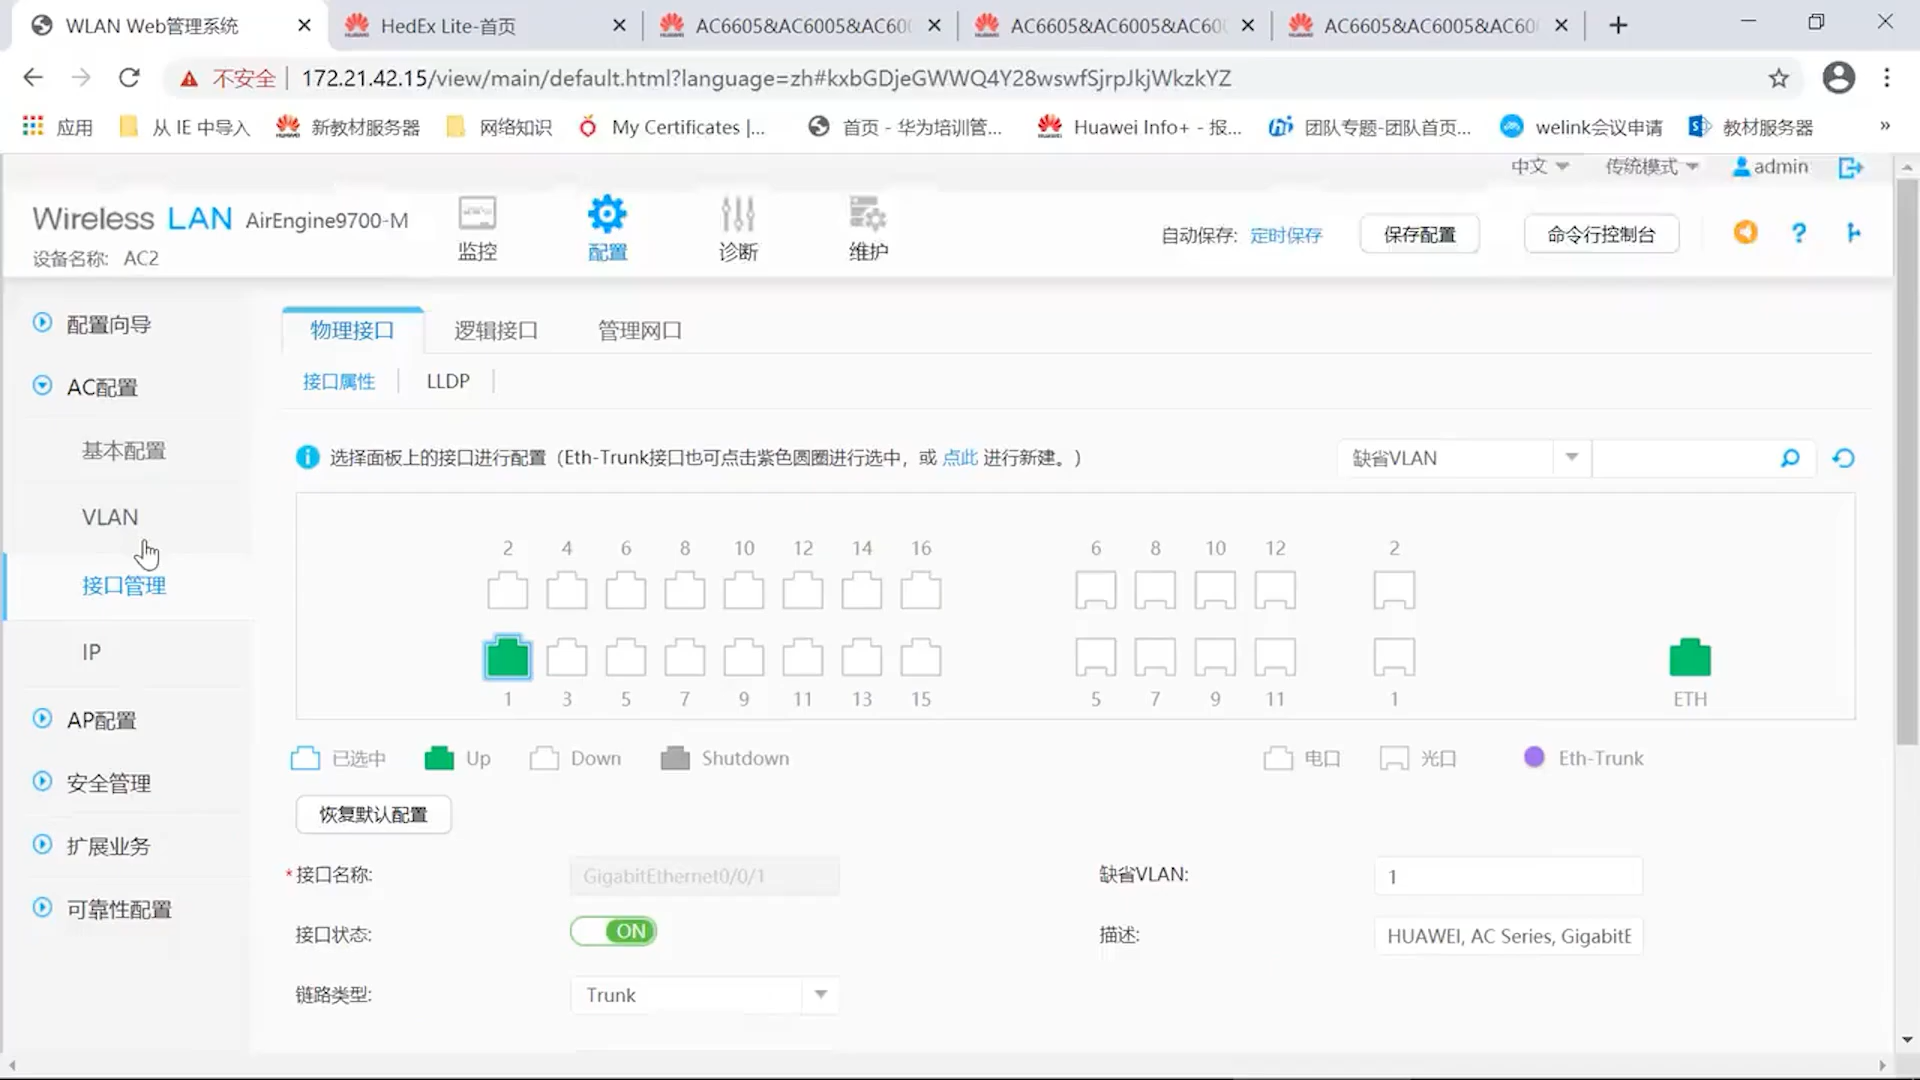 WLAN Web管理系统
HedEx Lite-首页
AC6605&AC6005&AC60
AC6605&AC6005&AC60
AC6605&AC6005&AC60
不安全 172.21.42.15/view/main/default.html?language=zh#kxbGDjeGWWQ4Y28wswfSjrpJkjWkzkYZ
应用 从 IE 中导入 新教材服务器 网络知识 My Certificates |... 首页 - 华为培训管... Huawei Info+ - 报... 团队专题-团队首页... welink会议申请 教材服务器 »
中文 传统模式 admin
Wireless LAN AirEngine9700-M
设备名称: AC2
监控 配置 诊断 维护
自动保存: 定时保存 保存配置 命令行控制台 ?
配置向导
AC配置
基本配置
VLAN
接口管理
IP
AP配置
安全管理
扩展业务
可靠性配置
物理接口 逻辑接口 管理网口
接口属性 LLDP
选择面板上的接口进行配置（Eth-Trunk接口也可点击紫色圆圈进行选中，或 点此 进行新建。）
缺省VLAN
2 4 6 8 10 12 14 16 6 8 10 12 2
1 3 5 7 9 11 13 15 5 7 9 11 1 ETH
已选中 Up Down Shutdown 电口 光口 Eth-Trunk
恢复默认配置
*接口名称: GigabitEthernet0/0/1 缺省VLAN: 1
接口状态: ON 描述: HUAWEI, AC Series, GigabitE
链路类型: Trunk